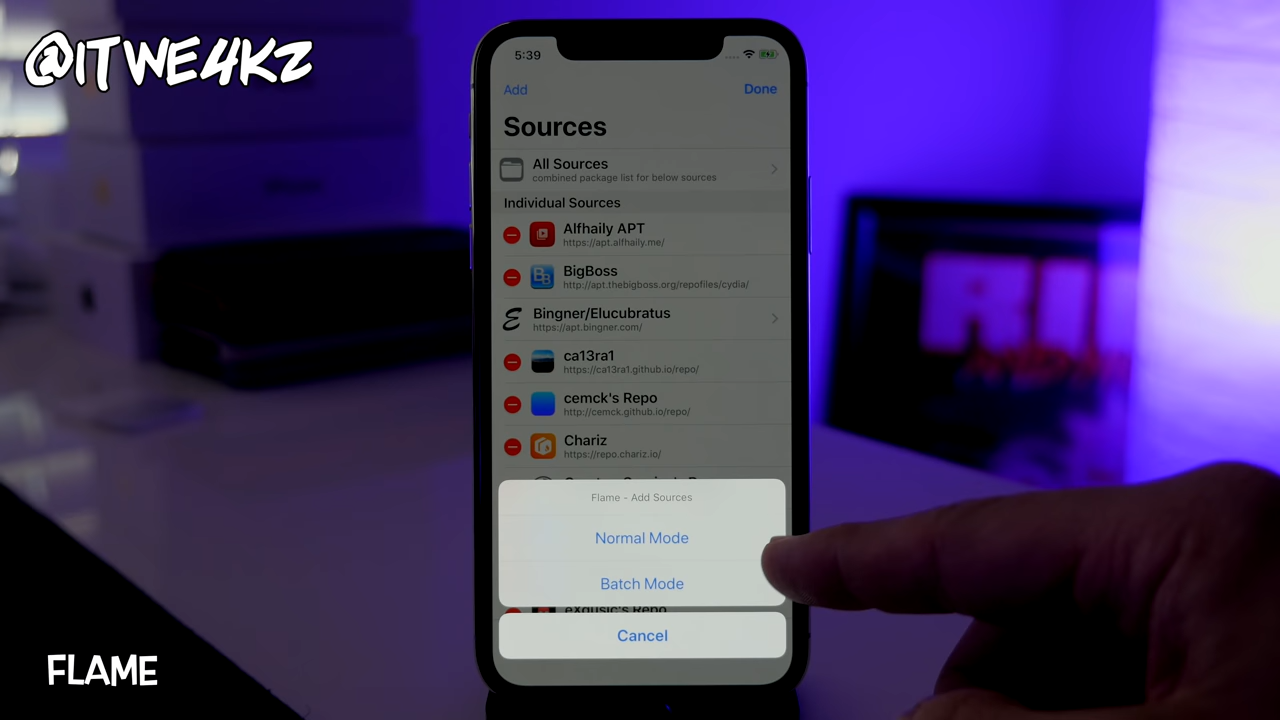 @iTWE4KZ
5:39
Add
Done
Sources
All Sources
combined package list for below sources
Individual Sources
Alfhaily APT
https://apt.alfhaily.me/
BigBoss
http://apt.thebigboss.org/repofiles/cydia/
Bingner/Elucubratus
https://apt.bingner.com/
ca13ra1
https://ca13ra1.github.io/repo/
cemck's Repo
http://cemck.github.io/repo/
Chariz
https://repo.chariz.io/
Flame - Add Sources
Normal Mode
Batch Mode
Cancel
FLAME